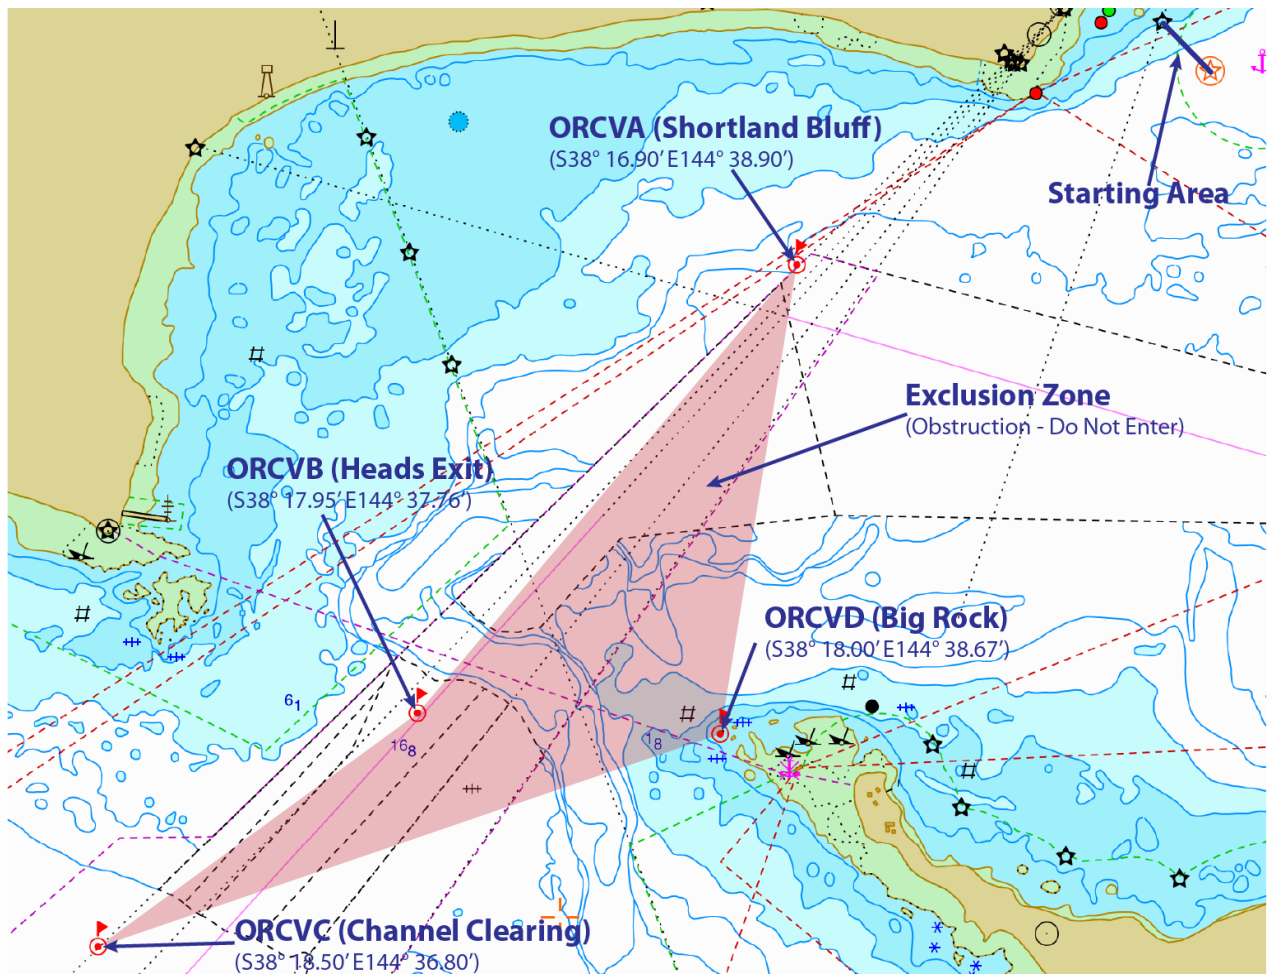 ORCVA (Shortland Bluff)
(S38° 16.90′ E144° 38.90′)
Starting Area
Exclusion Zone
(Obstruction - Do Not Enter)
ORCVB (Heads Exit)
(S38° 17.95′ E144° 37.76′)
ORCVD (Big Rock)
(S38° 18.00′ E144° 38.67′)
61
168
18
ORCVC (Channel Clearing)
(S38° 18.50′ E144° 36.80′)